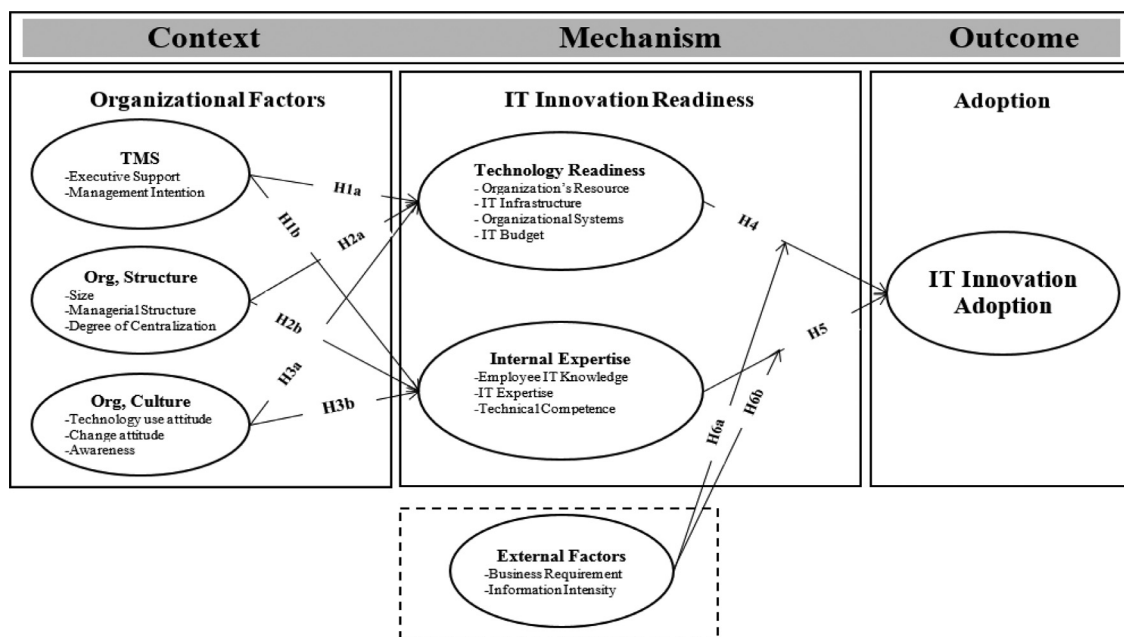 Context
Mechanism
Outcome
Organizational Factors
TMS
-Executive Support
-Management Intention
Org, Structure
-Size
-Managerial Structure
-Degree of Centralization
Org, Culture
-Technology use attitude
-Change attitude
-Awareness
H1a
H1b
H2a
H2b
H3a
H3b
IT Innovation Readiness
Technology Readiness
- Organization’s Resource
- IT Infrastructure
- Organizational Systems
- IT Budget
Internal Expertise
-Employee IT Knowledge
-IT Expertise
-Technical Competence
H4
H5
H6a
H6b
Adoption
IT Innovation
Adoption
External Factors
-Business Requirement
-Information Intensity